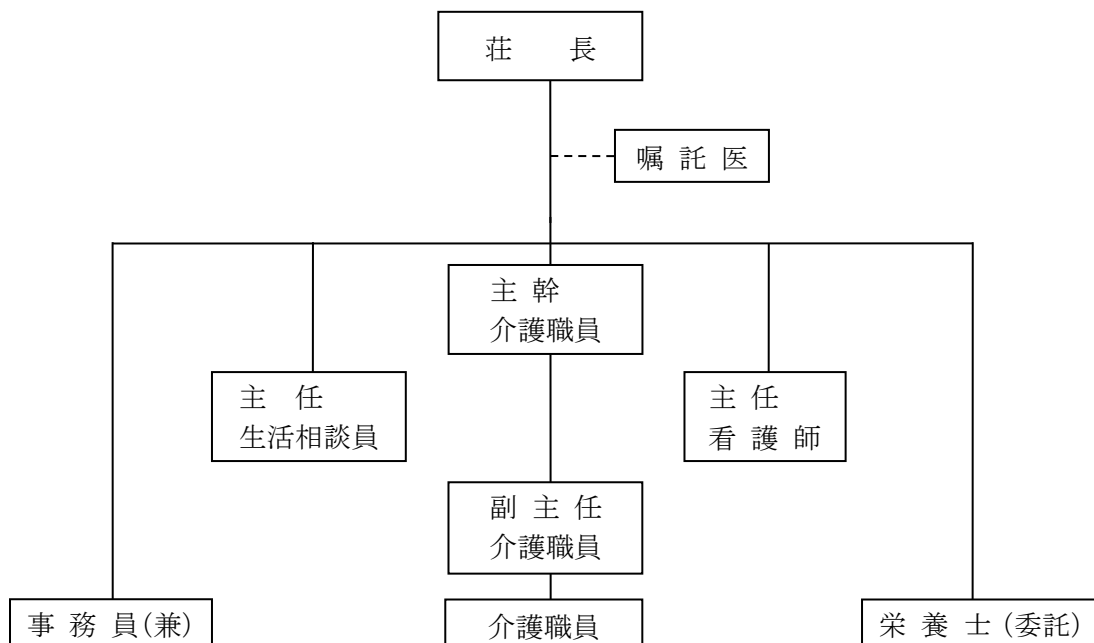 荘　　長
嘱 託 医
主 幹
介護職員
主　任
生活相談員
主 任
看 護 師
副 主 任
介護職員
事 務 員(兼)
介護職員
栄 養 士 (委託)